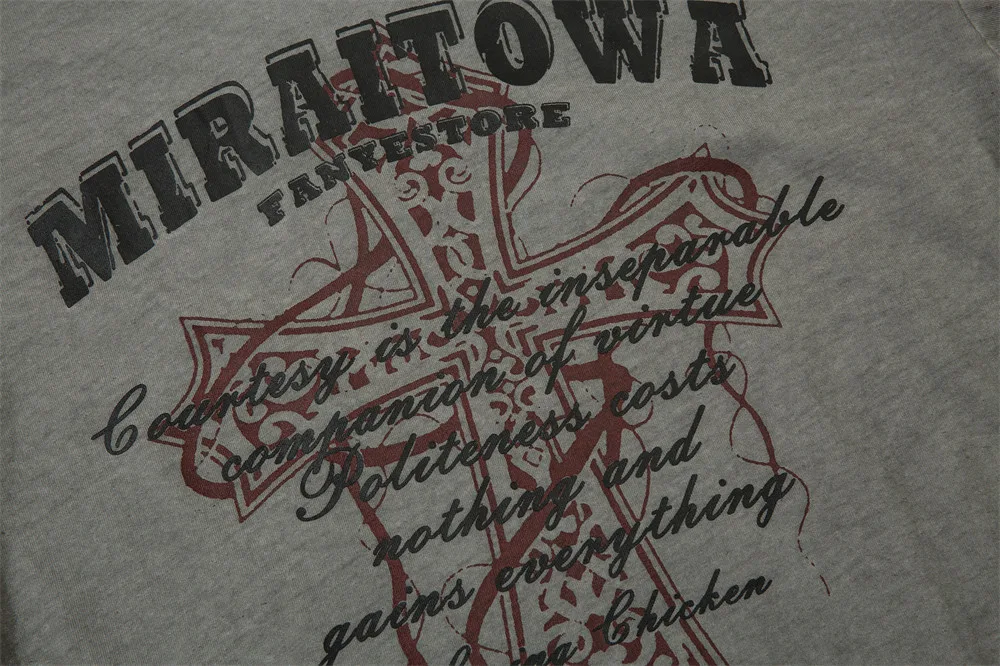 MIRAITOWA
FANYESTORE
Courtesy is the inseparable
companion of virtue
Politeness costs
nothing and
gains everything
Chicken